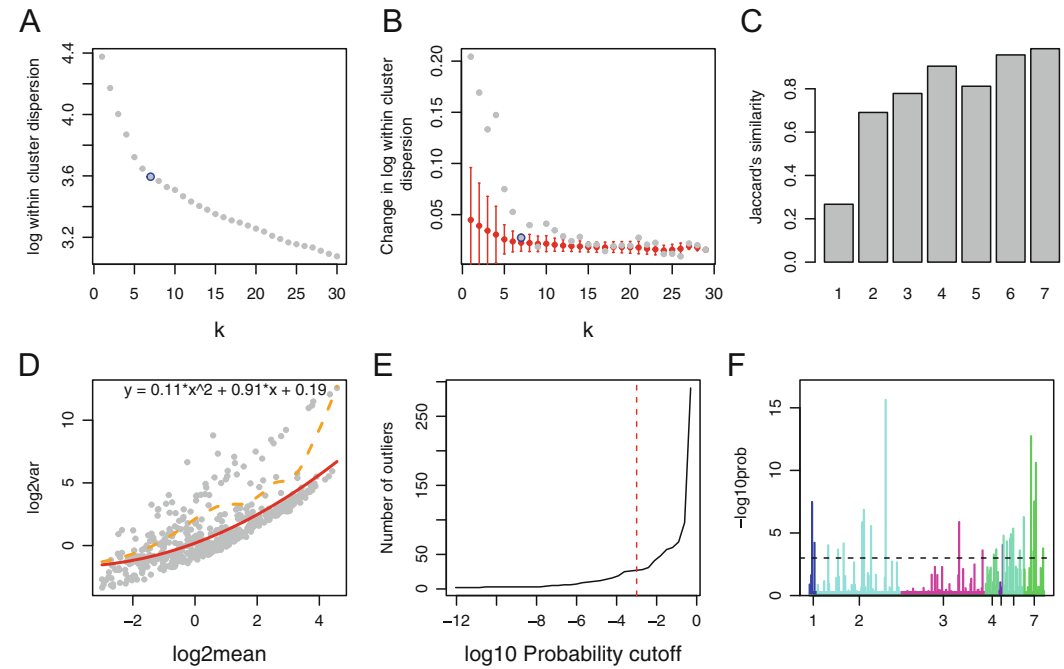 A
log within cluster dispersion
4.4
4.0
3.6
3.2
0 5 10 15 20 25 30
k
B
Change in log within cluster
dispersion
0.20
0.15
0.10
0.05
0 5 10 15 20 25 30
k
C
Jaccard's similarity
0.8
0.6
0.4
0.2
0.0
1 2 3 4 5 6 7
D
y = 0.11*x^2 + 0.91*x + 0.19
log2var
10
5
0
−2 0 2 4
log2mean
E
Number of outliers
250
150
50
0
−12 −10 −8 −6 −4 −2 0
log10 Probability cutoff
F
−log10prob
15
10
5
0
1 2 3 4 7